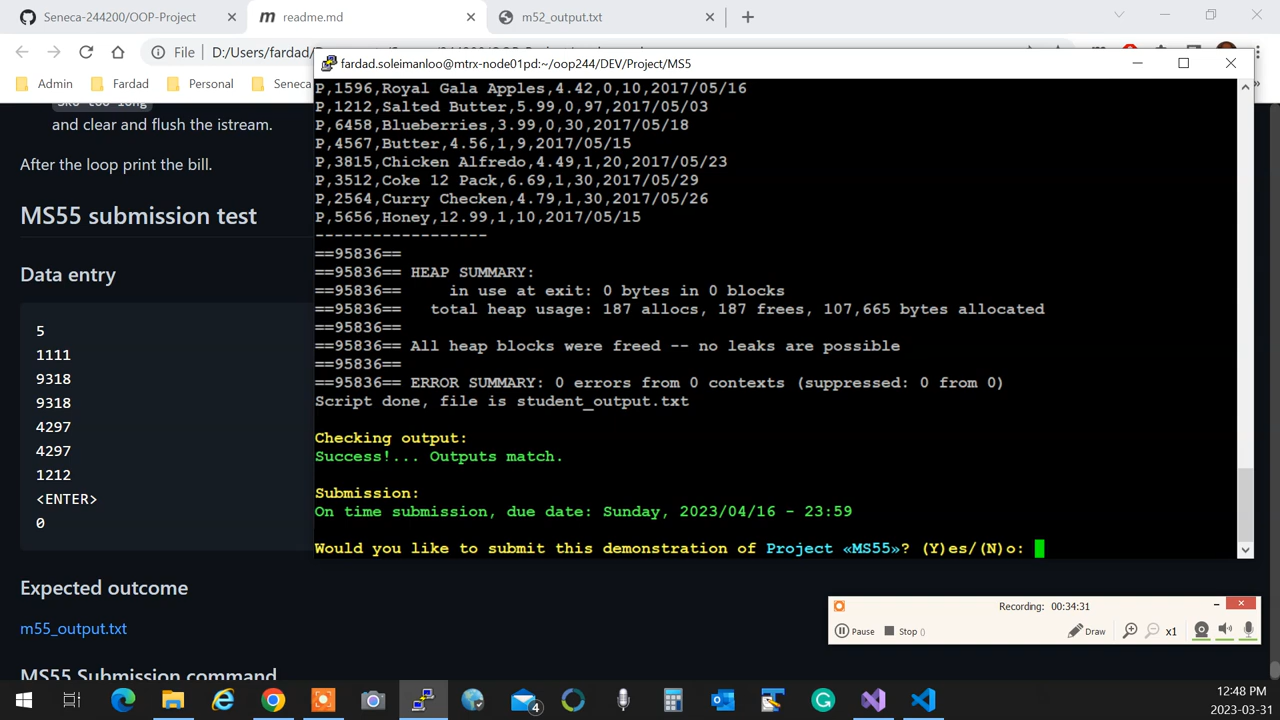 Seneca-244200/OOP-Project
readme.md
m52_output.txt
File
D:/Users/fardad/
Admin
Fardad
Personal
Seneca
and clear and flush the istream.
After the loop print the bill.
MS55 submission test
Data entry
5
1111
9318
9318
4297
4297
1212
<ENTER>
0
Expected outcome
m55_output.txt
MS55 Submission command
fardad.soleimanloo@mtrx-node01pd:~/oop244/DEV/Project/MS5
P,1596,Royal Gala Apples,4.42,0,10,2017/05/16
P,1212,Salted Butter,5.99,0,97,2017/05/03
P,6458,Blueberries,3.99,0,30,2017/05/18
P,4567,Butter,4.56,1,9,2017/05/15
P,3815,Chicken Alfredo,4.49,1,20,2017/05/23
P,3512,Coke 12 Pack,6.69,1,30,2017/05/29
P,2564,Curry Checken,4.79,1,30,2017/05/26
P,5656,Honey,12.99,1,10,2017/05/15
------------------
==95836==
==95836== HEAP SUMMARY:
==95836==     in use at exit: 0 bytes in 0 blocks
==95836==   total heap usage: 187 allocs, 187 frees, 107,665 bytes allocated
==95836==
==95836== All heap blocks were freed -- no leaks are possible
==95836==
==95836== ERROR SUMMARY: 0 errors from 0 contexts (suppressed: 0 from 0)
Script done, file is student_output.txt
Checking output:
Success!... Outputs match.
Submission:
On time submission, due date: Sunday, 2023/04/16 - 23:59
Would you like to submit this demonstration of Project «MS55»? (Y)es/(N)o:
Recording: 00:34:31
Pause
Stop ()
Draw
x1
4
12:48 PM
2023-03-31